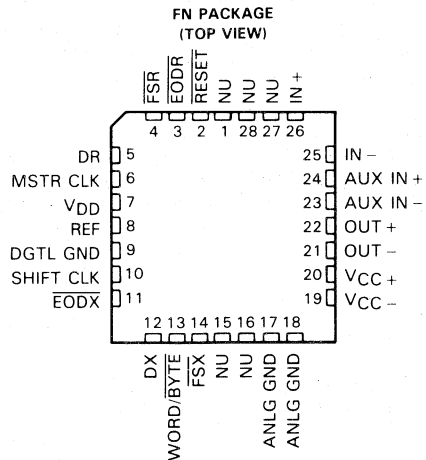 FN PACKAGE
(TOP VIEW)
FSR EODR RESET NU NU NU IN +
4 3 2 1 28 27 26
DR 5 25 IN −
MSTR CLK 6 24 AUX IN +
VDD 7 23 AUX IN −
REF 8 22 OUT +
DGTL GND 9 21 OUT −
SHIFT CLK 10 20 VCC +
EODX 11 19 VCC −
12 13 14 15 16 17 18
DX WORD/BYTE FSX NU NU ANLG GND ANLG GND